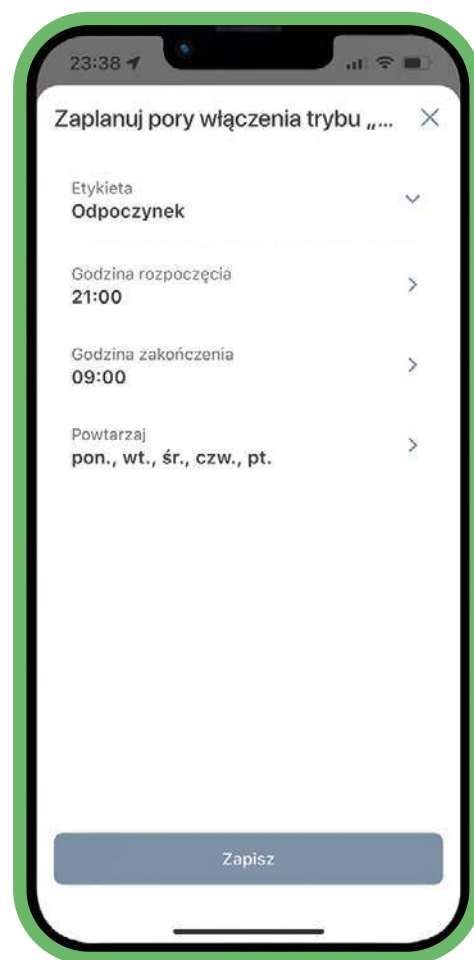 23:38
Zaplanuj pory włączenia trybu „...
Etykieta
Odpoczynek
Godzina rozpoczęcia
21:00
Godzina zakończenia
09:00
Powtarzaj
pon., wt., śr., czw., pt.
Zapisz